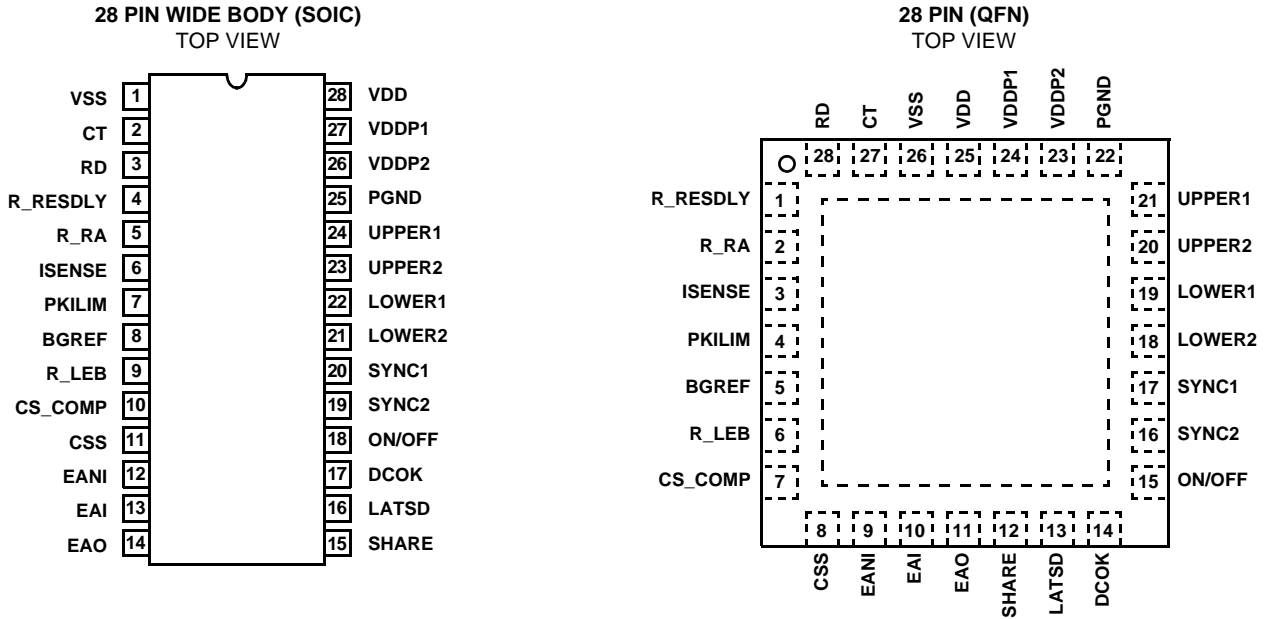 28 PIN WIDE BODY (SOIC)
TOP VIEW
VSS 1
CT 2
RD 3
R_RESDLY 4
R_RA 5
ISENSE 6
PKILIM 7
BGREF 8
R_LEB 9
CS_COMP 10
CSS 11
EANI 12
EAI 13
EAO 14
28 VDD
27 VDDP1
26 VDDP2
25 PGND
24 UPPER1
23 UPPER2
22 LOWER1
21 LOWER2
20 SYNC1
19 SYNC2
18 ON/OFF
17 DCOK
16 LATSD
15 SHARE
28 PIN (QFN)
TOP VIEW
RD CT VSS VDD VDDP1 VDDP2 PGND
28 27 26 25 24 23 22
R_RESDLY 1
R_RA 2
ISENSE 3
PKILIM 4
BGREF 5
R_LEB 6
CS_COMP 7
21 UPPER1
20 UPPER2
19 LOWER1
18 LOWER2
17 SYNC1
16 SYNC2
15 ON/OFF
8 9 10 11 12 13 14
CSS EANI EAI EAO SHARE LATSD DCOK